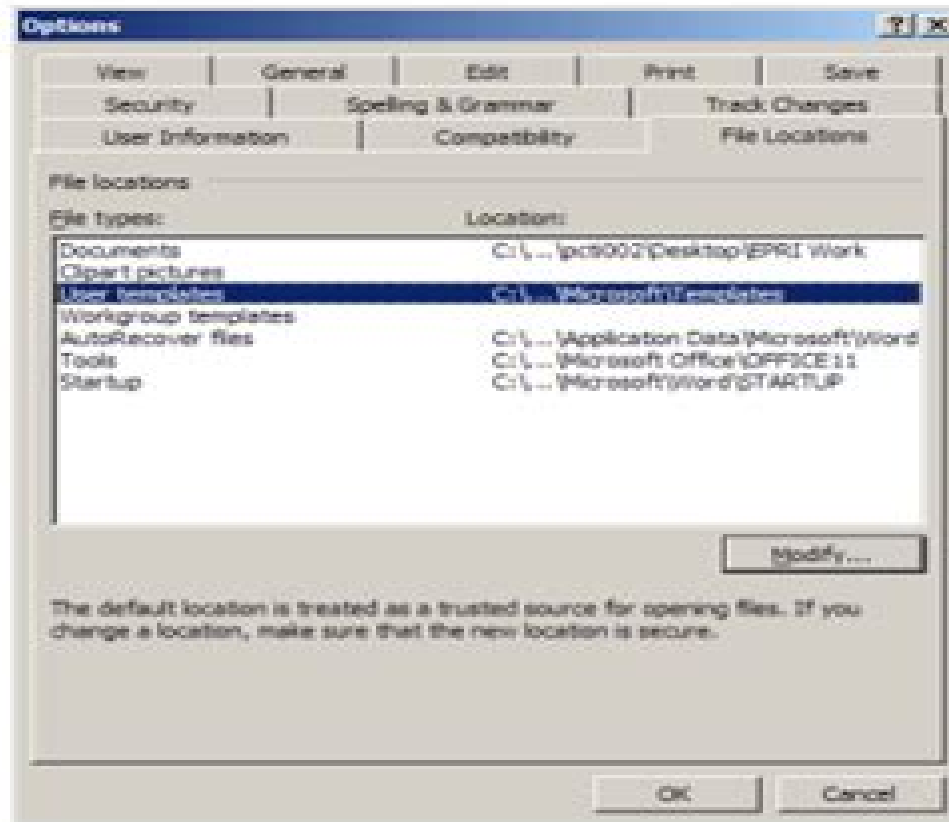 Options
View General Edit Print Save
Security Spelling & Grammar Track Changes
User Information Compatibility File Locations
File locations
File types: Location:
Documents C:\...\pct9002\Desktop\EPRI Work
Clipart pictures
User templates C:\...\Microsoft\Templates
Workgroup templates
AutoRecover files C:\...\Application Data\Microsoft\Word
Tools C:\...\Microsoft Office\OFFICE11
Startup C:\...\Microsoft\Word\STARTUP
Modify...
The default location is treated as a trusted source for opening files. If you
change a location, make sure that the new location is secure.
OK Cancel